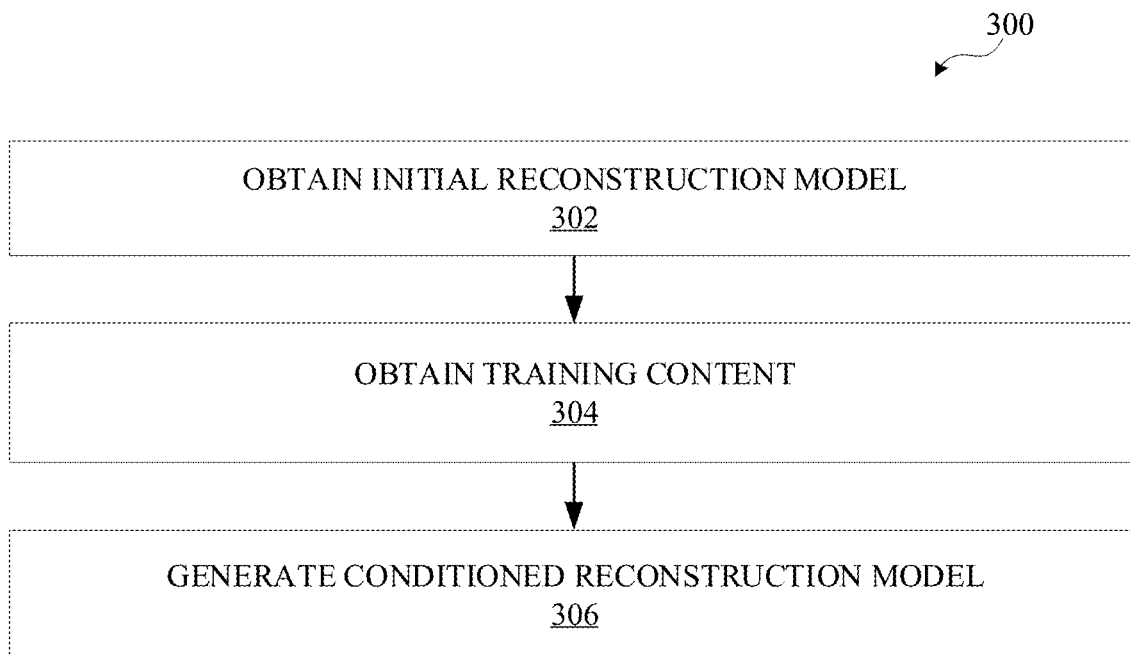 300
OBTAIN INITIAL RECONSTRUCTION MODEL
302
OBTAIN TRAINING CONTENT
304
GENERATE CONDITIONED RECONSTRUCTION MODEL
306